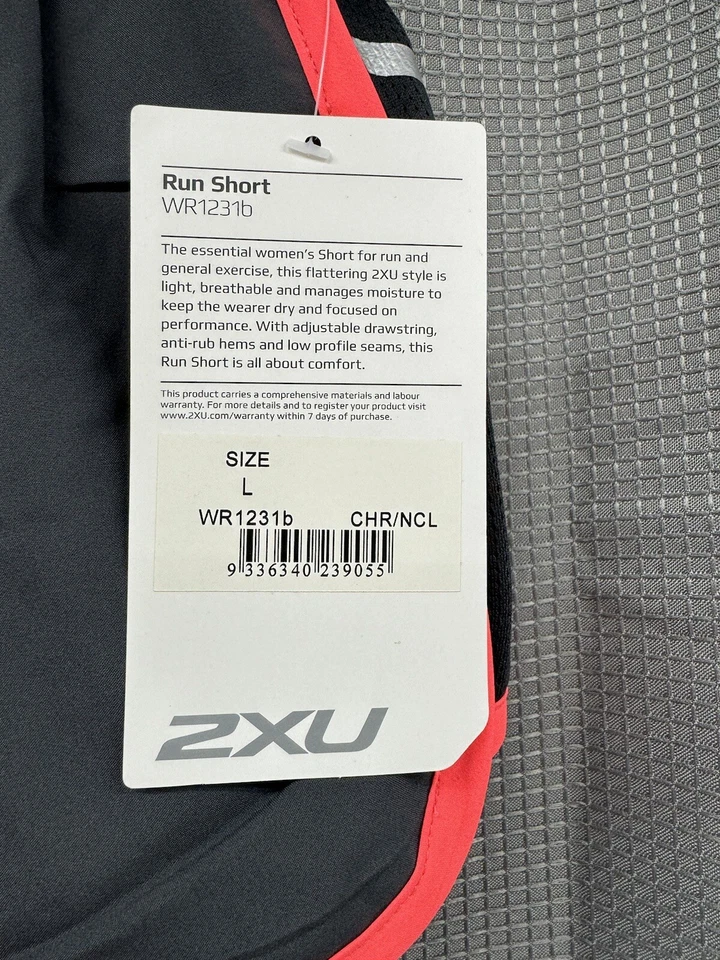 Run Short
WR1231b
The essential women's Short for run and
general exercise, this flattering 2XU style is
light, breathable and manages moisture to
keep the wearer dry and focused on
performance. With adjustable drawstring,
anti-rub hems and low profile seams, this
Run Short is all about comfort.
This product carries a comprehensive materials and labour
warranty. For more details and to register your product visit
www.2XU.com/warranty within 7 days of purchase.
SIZE
L
WR1231b CHR/NCL
9 336340 239055
2XU